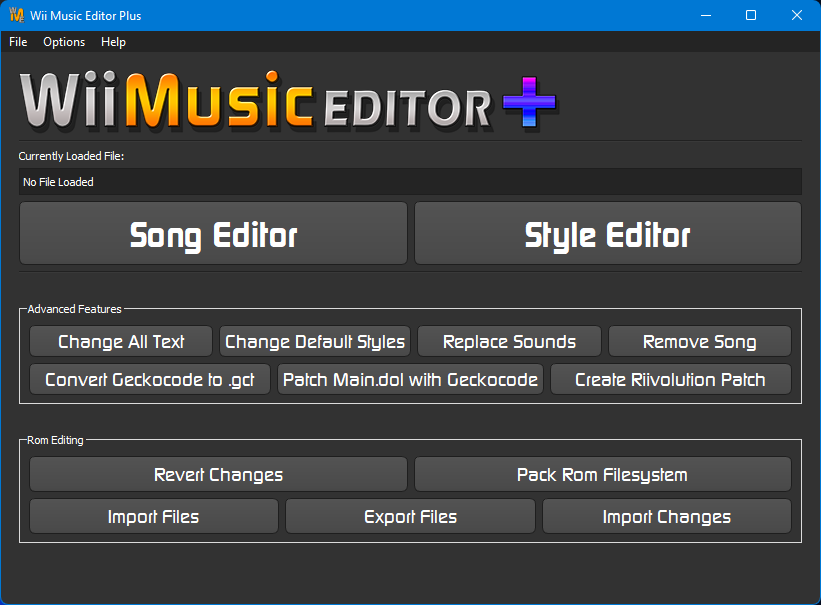 Wii Music Editor Plus
File Options Help
WiiMusic EDITOR +
Currently Loaded File:
No File Loaded
Song Editor Style Editor
Advanced Features
Change All Text Change Default Styles Replace Sounds Remove Song
Convert Geckocode to .gct Patch Main.dol with Geckocode Create Riivolution Patch
Rom Editing
Revert Changes Pack Rom Filesystem
Import Files Export Files Import Changes